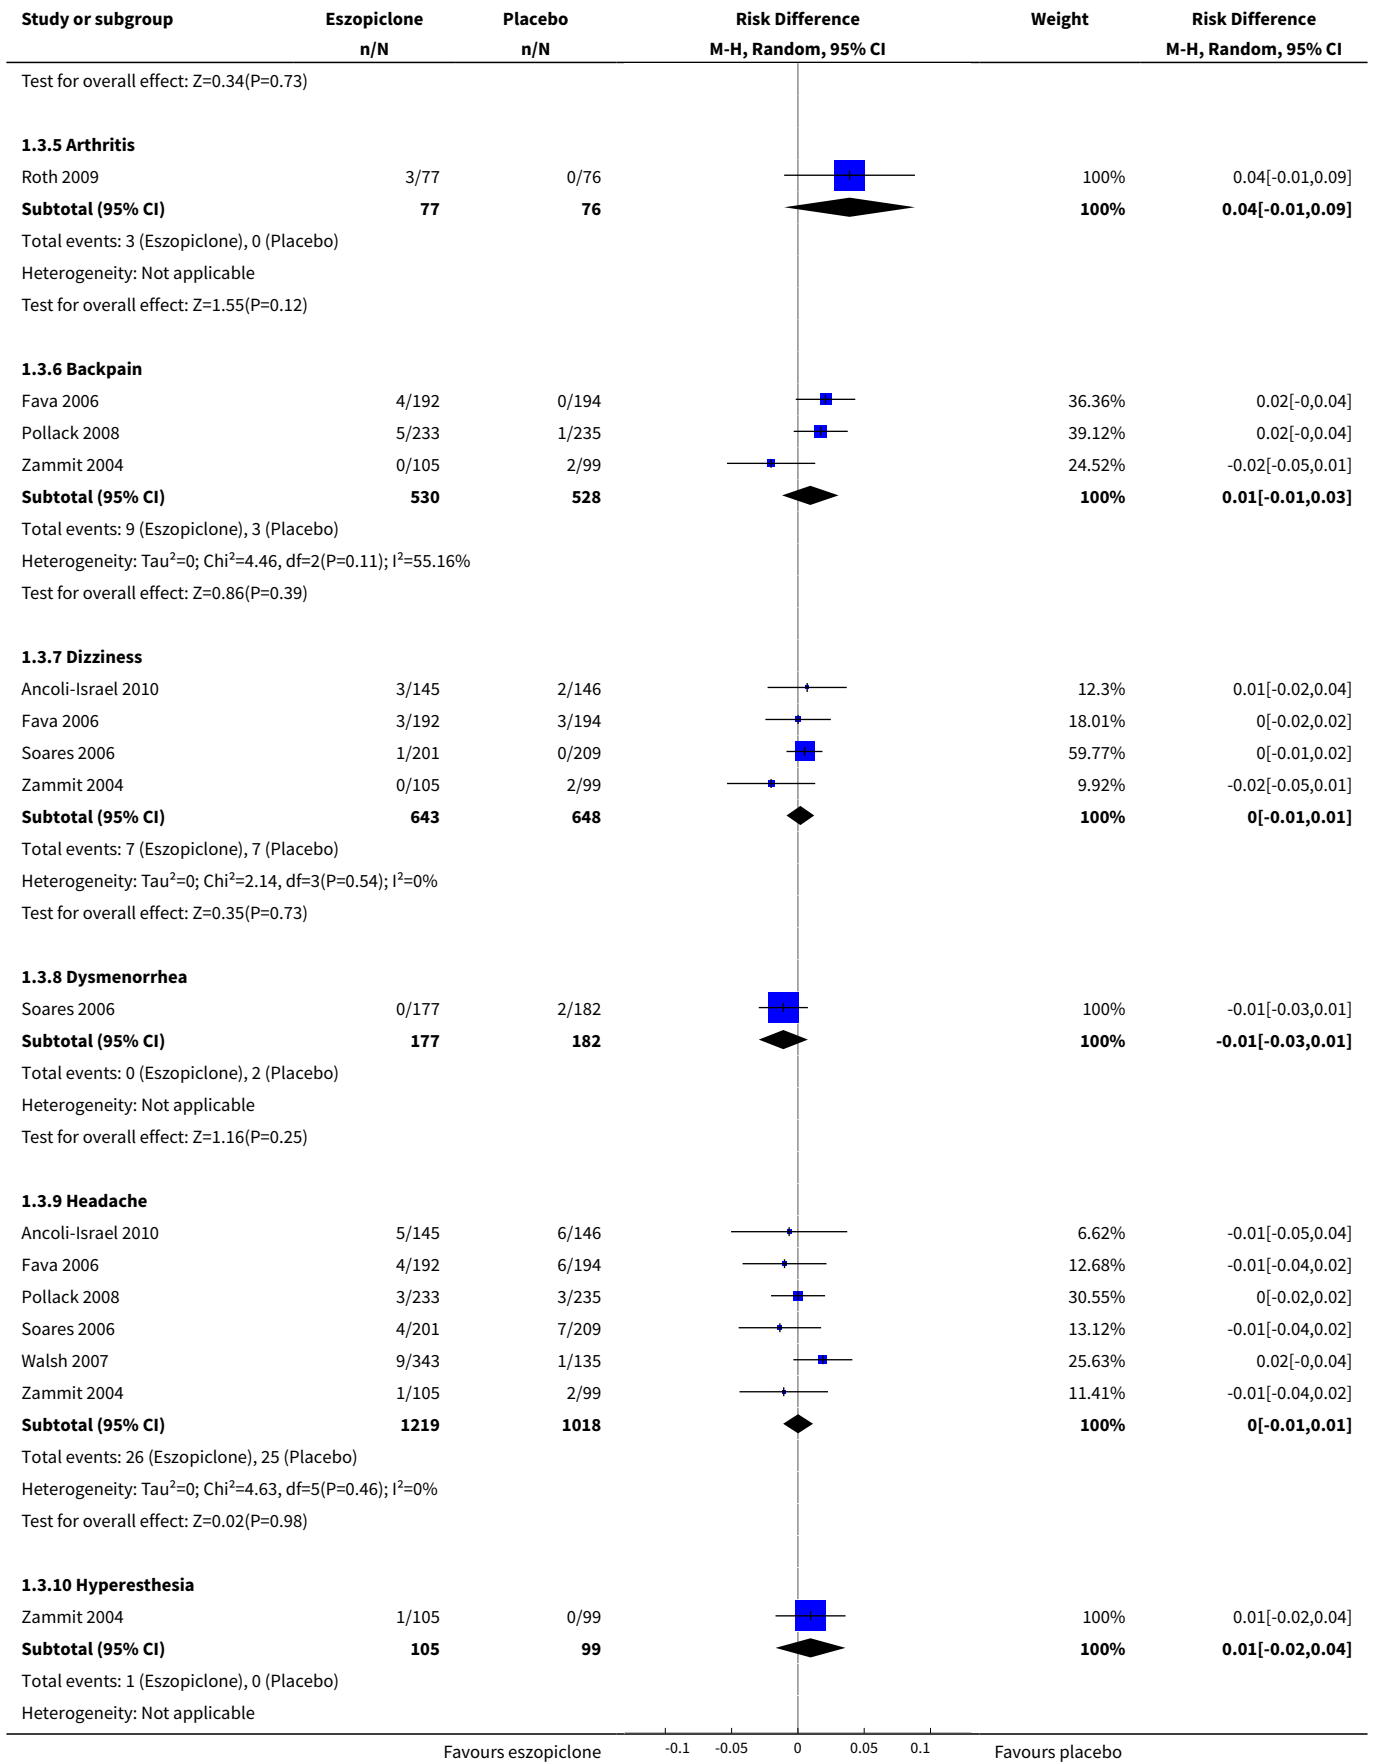 Study or subgroup Eszopiclone Placebo Risk Difference Weight Risk Difference
n/N n/N M-H, Random, 95% CI M-H, Random, 95% CI
Test for overall effect: Z=0.34(P=0.73)
1.3.5 Arthritis
Roth 2009 3/77 0/76 100% 0.04[-0.01,0.09]
Subtotal (95% CI) 77 76 100% 0.04[-0.01,0.09]
Total events: 3 (Eszopiclone), 0 (Placebo)
Heterogeneity: Not applicable
Test for overall effect: Z=1.55(P=0.12)
1.3.6 Backpain
Fava 2006 4/192 0/194 36.36% 0.02[-0,0.04]
Pollack 2008 5/233 1/235 39.12% 0.02[-0,0.04]
Zammit 2004 0/105 2/99 24.52% -0.02[-0.05,0.01]
Subtotal (95% CI) 530 528 100% 0.01[-0.01,0.03]
Total events: 9 (Eszopiclone), 3 (Placebo)
Heterogeneity: Tau²=0; Chi²=4.46, df=2(P=0.11); I²=55.16%
Test for overall effect: Z=0.86(P=0.39)
1.3.7 Dizziness
Ancoli-Israel 2010 3/145 2/146 12.3% 0.01[-0.02,0.04]
Fava 2006 3/192 3/194 18.01% 0[-0.02,0.02]
Soares 2006 1/201 0/209 59.77% 0[-0.01,0.02]
Zammit 2004 0/105 2/99 9.92% -0.02[-0.05,0.01]
Subtotal (95% CI) 643 648 100% 0[-0.01,0.01]
Total events: 7 (Eszopiclone), 7 (Placebo)
Heterogeneity: Tau²=0; Chi²=2.14, df=3(P=0.54); I²=0%
Test for overall effect: Z=0.35(P=0.73)
1.3.8 Dysmenorrhea
Soares 2006 0/177 2/182 100% -0.01[-0.03,0.01]
Subtotal (95% CI) 177 182 100% -0.01[-0.03,0.01]
Total events: 0 (Eszopiclone), 2 (Placebo)
Heterogeneity: Not applicable
Test for overall effect: Z=1.16(P=0.25)
1.3.9 Headache
Ancoli-Israel 2010 5/145 6/146 6.62% -0.01[-0.05,0.04]
Fava 2006 4/192 6/194 12.68% -0.01[-0.04,0.02]
Pollack 2008 3/233 3/235 30.55% 0[-0.02,0.02]
Soares 2006 4/201 7/209 13.12% -0.01[-0.04,0.02]
Walsh 2007 9/343 1/135 25.63% 0.02[-0,0.04]
Zammit 2004 1/105 2/99 11.41% -0.01[-0.04,0.02]
Subtotal (95% CI) 1219 1018 100% 0[-0.01,0.01]
Total events: 26 (Eszopiclone), 25 (Placebo)
Heterogeneity: Tau²=0; Chi²=4.63, df=5(P=0.46); I²=0%
Test for overall effect: Z=0.02(P=0.98)
1.3.10 Hyperesthesia
Zammit 2004 1/105 0/99 100% 0.01[-0.02,0.04]
Subtotal (95% CI) 105 99 100% 0.01[-0.02,0.04]
Total events: 1 (Eszopiclone), 0 (Placebo)
Heterogeneity: Not applicable
Favours eszopiclone -0.1 -0.05 0 0.05 0.1 Favours placebo